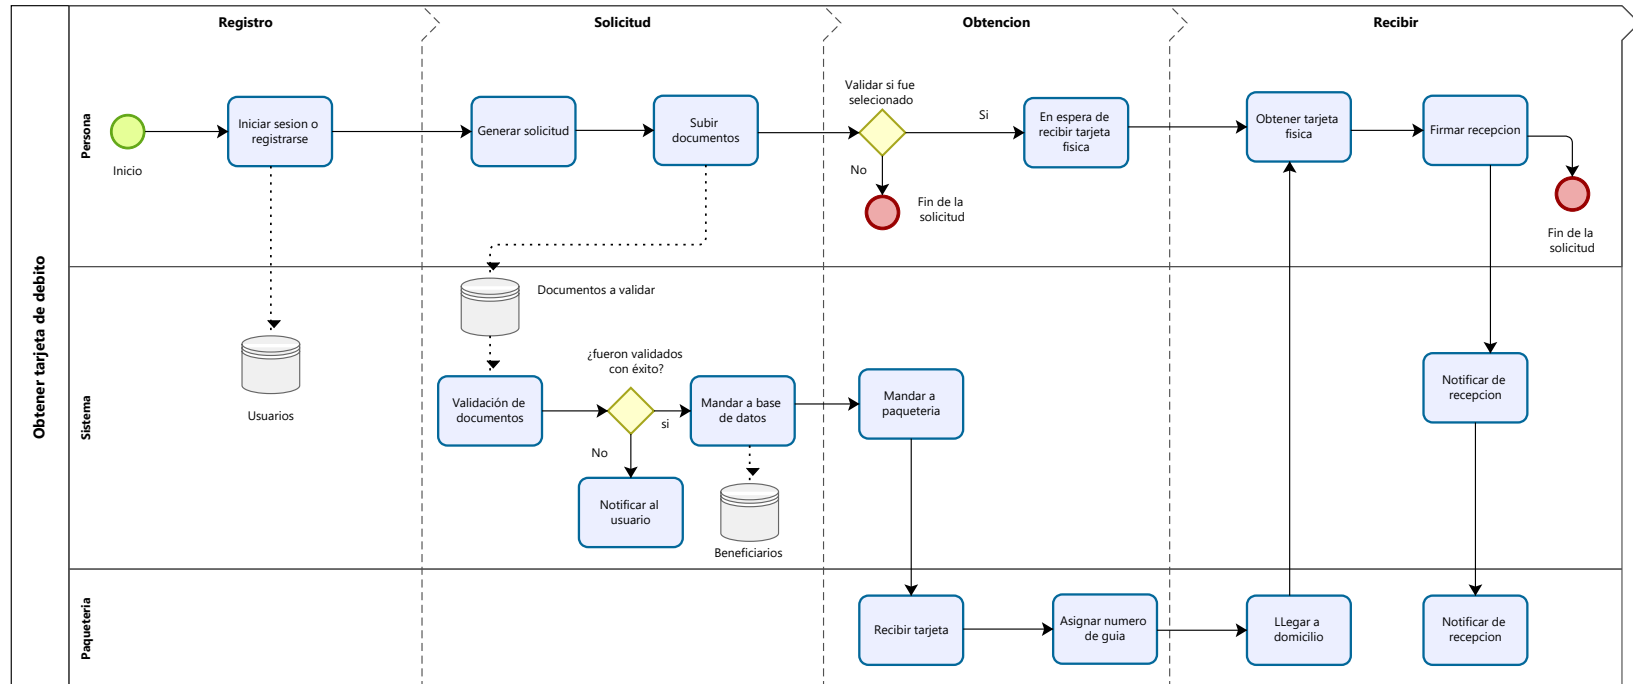 Obtener tarjeta de debito
Registro
Solicitud
Obtencion
Recibir
Persona
Inicio
Iniciar sesion o
registrarse
Generar solicitud
Subir
documentos
Validar si fue
selecionado
Si
No
Fin de la
solicitud
En espera de
recibir tarjeta
fisica
Obtener tarjeta
fisica
Firmar recepcion
Fin de la
solicitud
Sistema
Usuarios
Documentos a validar
Validación de
documentos
¿fueron validados
con éxito?
si
No
Notificar al
usuario
Mandar a base
de datos
Beneficiarios
Mandar a
paqueteria
Notificar de
recepcion
Paqueteria
Recibir tarjeta
Asignar numero
de guia
LLegar a
domicilio
Notificar de
recepcion